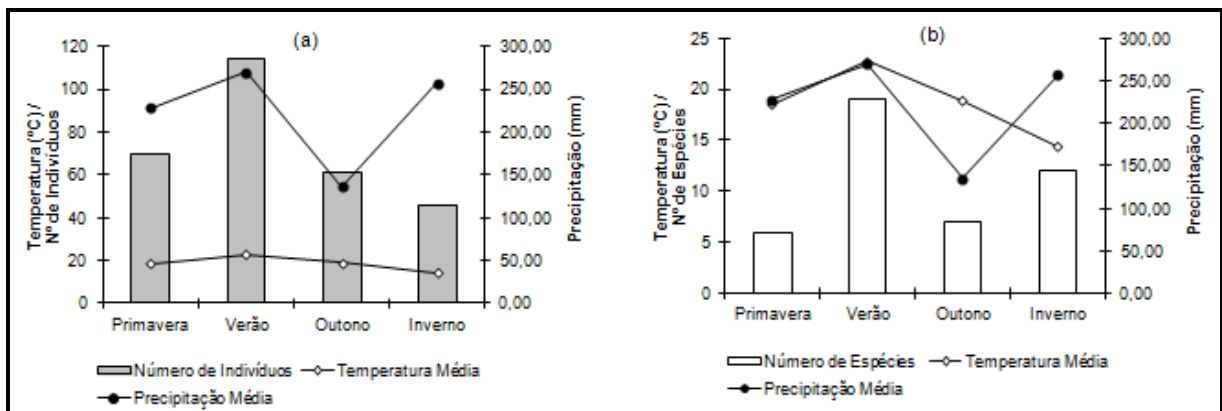 (a)
Temperatura (ºC) /
Nº de Indivíduos
120
100
80
60
40
20
0
300,00
250,00
200,00
150,00
100,00
50,00
0,00
Precipitação (mm)
Primavera Verão Outono Inverno
Número de Indivíduos Temperatura Média
Precipitação Média
(b)
Temperatura (ºC) /
Nº de Espécies
25
20
15
10
5
0
300,00
250,00
200,00
150,00
100,00
50,00
0,00
Precipitação (mm)
Primavera Verão Outono Inverno
Número de Espécies Temperatura Média
Precipitação Média